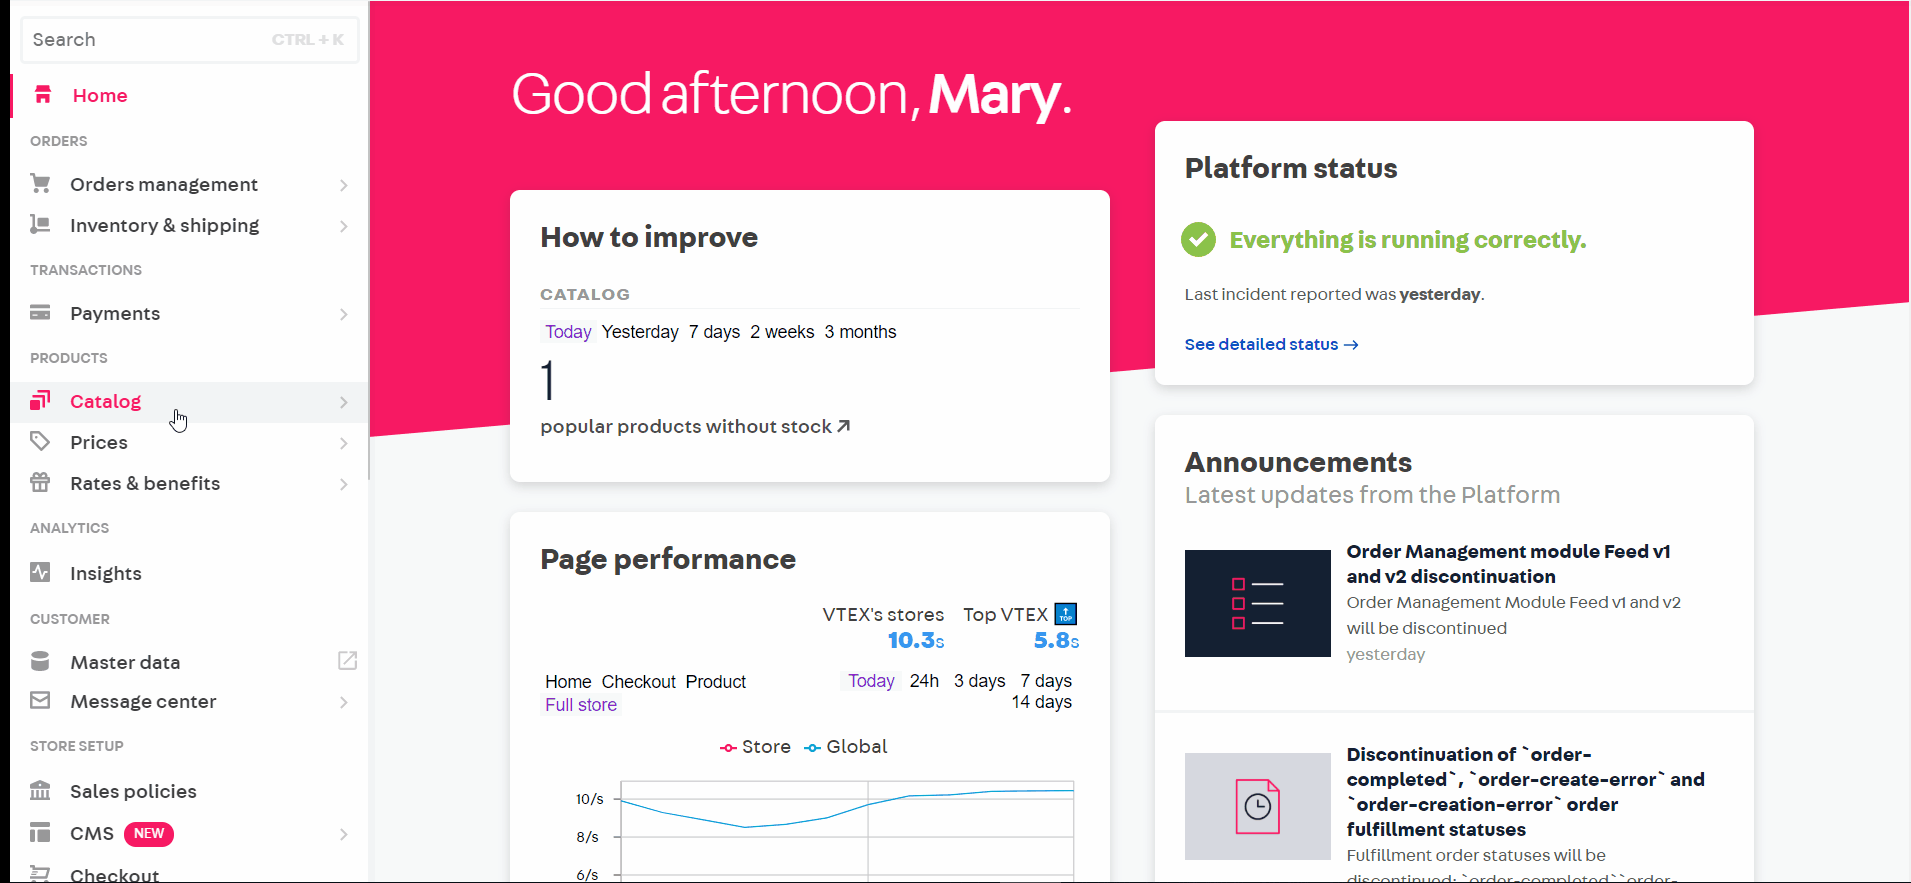 Search CTRL + K
Home
ORDERS
Orders management
Inventory & shipping
TRANSACTIONS
Payments
PRODUCTS
Catalog
Prices
Rates & benefits
ANALYTICS
Insights
CUSTOMER
Master data
Message center
STORE SETUP
Sales policies
CMS NEW
Checkout
Good afternoon, Mary.
How to improve
CATALOG
Today Yesterday 7 days 2 weeks 3 months
1
popular products without stock
Page performance
VTEX's stores Top VTEX TOP
10.3s 5.8s
Home Checkout Product
Full store
Today 24h 3 days 7 days
14 days
Store Global
10/s
8/s
6/s
Platform status
Everything is running correctly.
Last incident reported was yesterday.
See detailed status →
Announcements
Latest updates from the Platform
Order Management module Feed v1
and v2 discontinuation
Order Management Module Feed v1 and v2
will be discontinued
yesterday
Discontinuation of `order-
completed`, `order-create-error` and
`order-creation-error` order
fulfillment statuses
Fulfillment order statuses will be
discontinued: `order-completed``order-